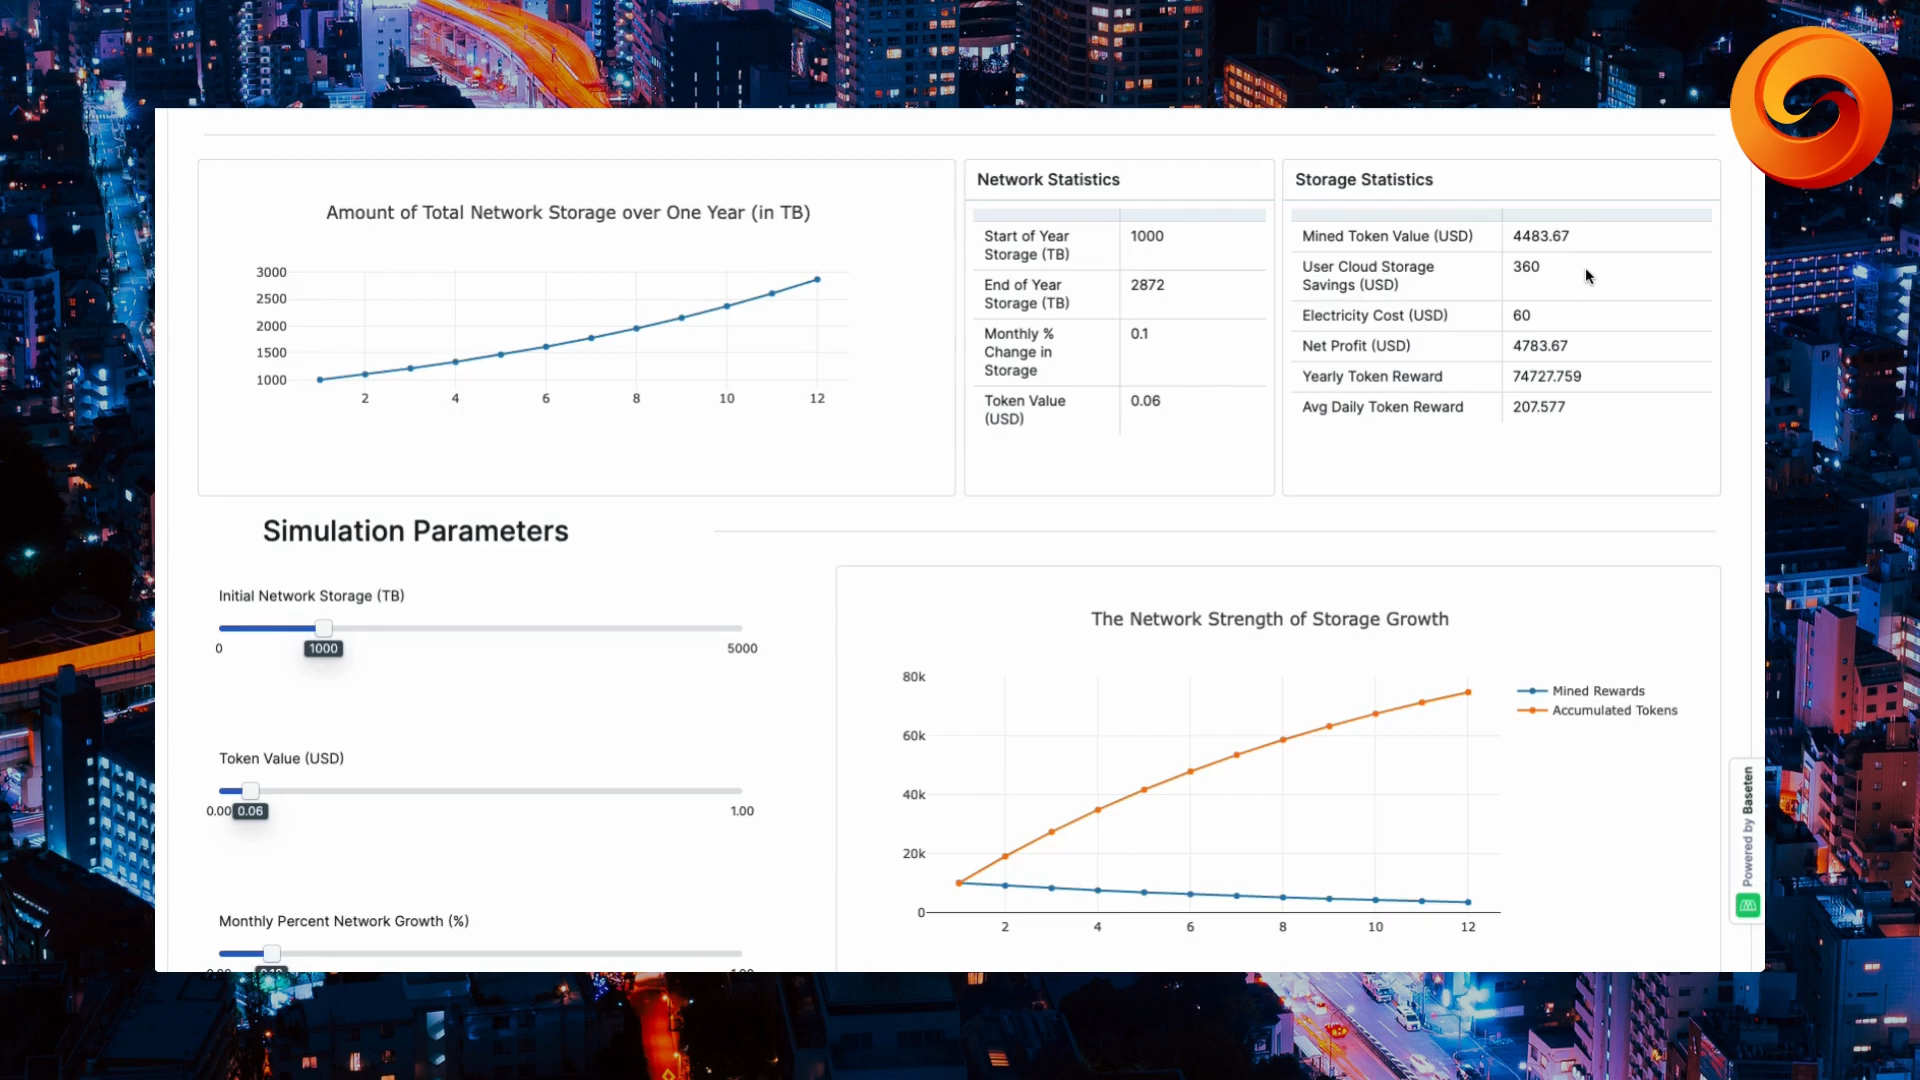 Amount of Total Network Storage over One Year (in TB)
3000
2500
2000
1500
1000
2 4 6 8 10 12
Network Statistics
Start of Year Storage (TB) 1000
End of Year Storage (TB) 2872
Monthly % Change in Storage 0.1
Token Value (USD) 0.06
Storage Statistics
Mined Token Value (USD) 4483.67
User Cloud Storage Savings (USD) 360
Electricity Cost (USD) 60
Net Profit (USD) 4783.67
Yearly Token Reward 74727.759
Avg Daily Token Reward 207.577
Simulation Parameters
Initial Network Storage (TB)
0 1000 5000
Token Value (USD)
0.00 0.06 1.00
Monthly Percent Network Growth (%)
The Network Strength of Storage Growth
80k
60k
40k
20k
0
2 4 6 8 10 12
Mined Rewards
Accumulated Tokens
Powered by Baseten